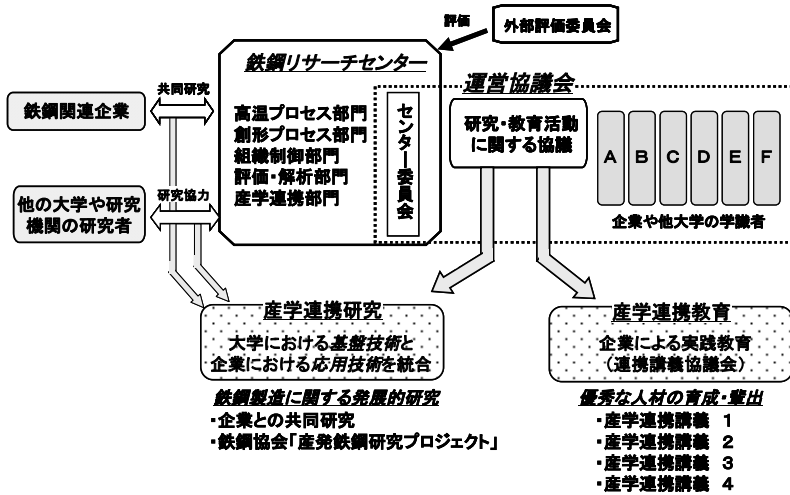 評価
外部評価委員会
鉄鋼リサーチセンター
運営協議会
共同研究
鉄鋼関連企業
高温プロセス部門
創形プロセス部門
組織制御部門
評価・解析部門
産学連携部門
センター委員会
研究・教育活動
に関する協議
A B C D E F
企業や他大学の学識者
研究協力
他の大学や研究
機関の研究者
産学連携研究
大学における基盤技術と
企業における応用技術を統合
鉄鋼製造に関する発展的研究
・企業との共同研究
・鉄鋼協会「産発鉄鋼研究プロジェクト」
産学連携教育
企業による実践教育
（連携講義協議会）
優秀な人材の育成・輩出
・産学連携講義 1
・産学連携講義 2
・産学連携講義 3
・産学連携講義 4